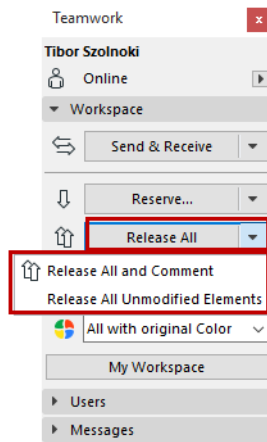 Teamwork
x
Tibor Szolnoki
Online
Workspace
Send & Receive
Reserve...
Release All
Release All and Comment
Release All Unmodified Elements
All with original Color
My Workspace
Users
Messages